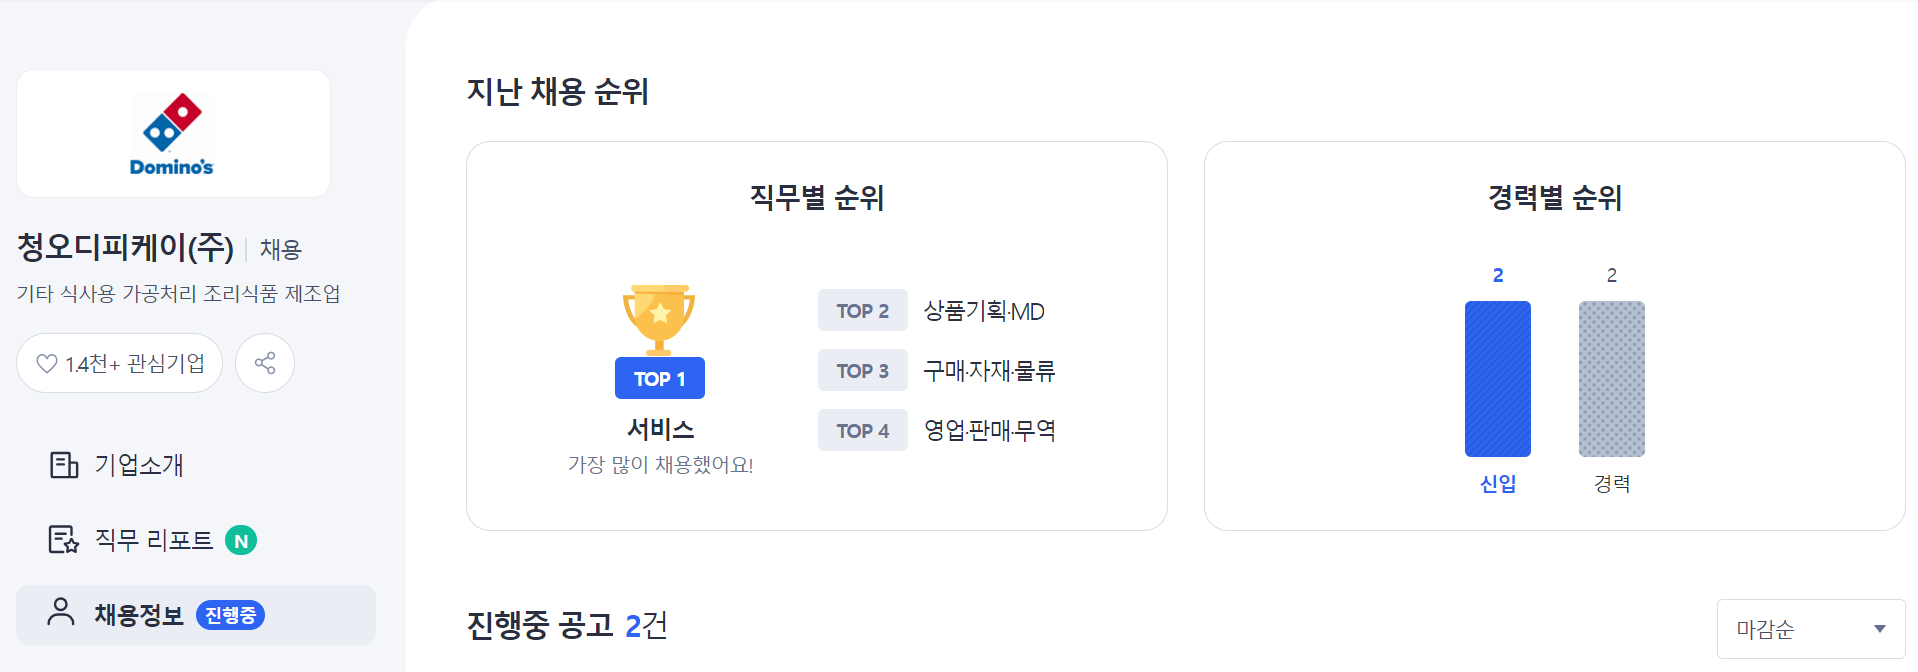 Domino's
청오디피케이(주) 채용
기타 식사용 가공처리 조리식품 제조업
1.4천+ 관심기업
기업소개
직무 리포트 N
채용정보 진행중
지난 채용 순위
직무별 순위
TOP 1
서비스
가장 많이 채용했어요!
TOP 2 상품기획·MD
TOP 3 구매·자재·물류
TOP 4 영업·판매·무역
경력별 순위
2 2
신입 경력
진행중 공고 2건
마감순